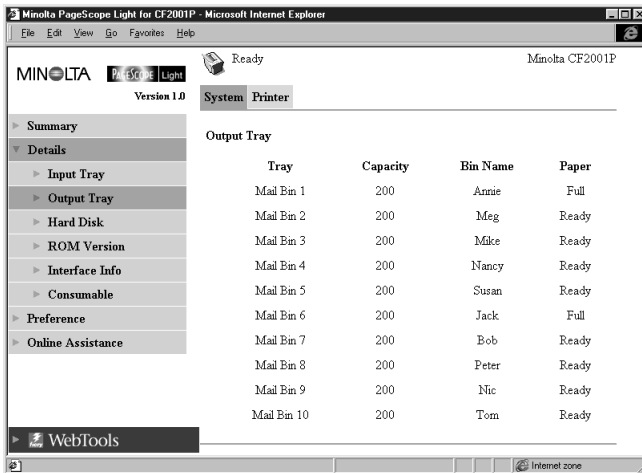 Minolta PageScope Light for CF2001P - Microsoft Internet Explorer
File Edit View Go Favorites Help
MINOLTA PAGESCOPE Light
Version 1.0
Ready
Minolta CF2001P
System Printer
Summary
Details
Input Tray
Output Tray
Hard Disk
ROM Version
Interface Info
Consumable
Preference
Online Assistance
WebTools
Output Tray
Tray Capacity Bin Name Paper
Mail Bin 1 200 Annie Full
Mail Bin 2 200 Meg Ready
Mail Bin 3 200 Mike Ready
Mail Bin 4 200 Nancy Ready
Mail Bin 5 200 Susan Ready
Mail Bin 6 200 Jack Full
Mail Bin 7 200 Bob Ready
Mail Bin 8 200 Peter Ready
Mail Bin 9 200 Nic Ready
Mail Bin 10 200 Tom Ready
Internet zone